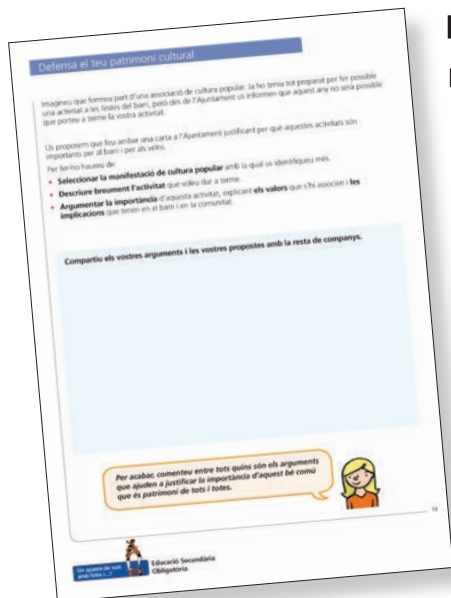 Defensa el teu patrimoni cultural
Imagineu que formeu part d'una associació de cultura popular. Ja ho teniu tot preparat per fer possible
una activitat a les festes del barri, però des de l'Ajuntament us informen que aquest any no serà possible
que porteu a terme la vostra activitat.
Us proposem que feu arribar una carta a l'Ajuntament justificant per què aquestes activitats són
importants per al barri i per als veïns.
Per fer-ho haureu de:
• Seleccionar la manifestació de cultura popular amb la qual us identifiqueu més.
• Descriure breument l'activitat que voleu dur a terme.
• Argumentar la importància d'aquesta activitat, explicant els valors que s'hi associen i les
implicacions que tenen en el barri i en la comunitat.
Compartiu els vostres arguments i les vostres propostes amb la resta de companys.
Per acabar, comenteu entre tots quins són els arguments
que ajuden a justificar la importància d'aquest bé comú
que és patrimoni de tots i totes.
Un quatre de vuit
amb folre i...?
Educació Secundària
Obligatòria